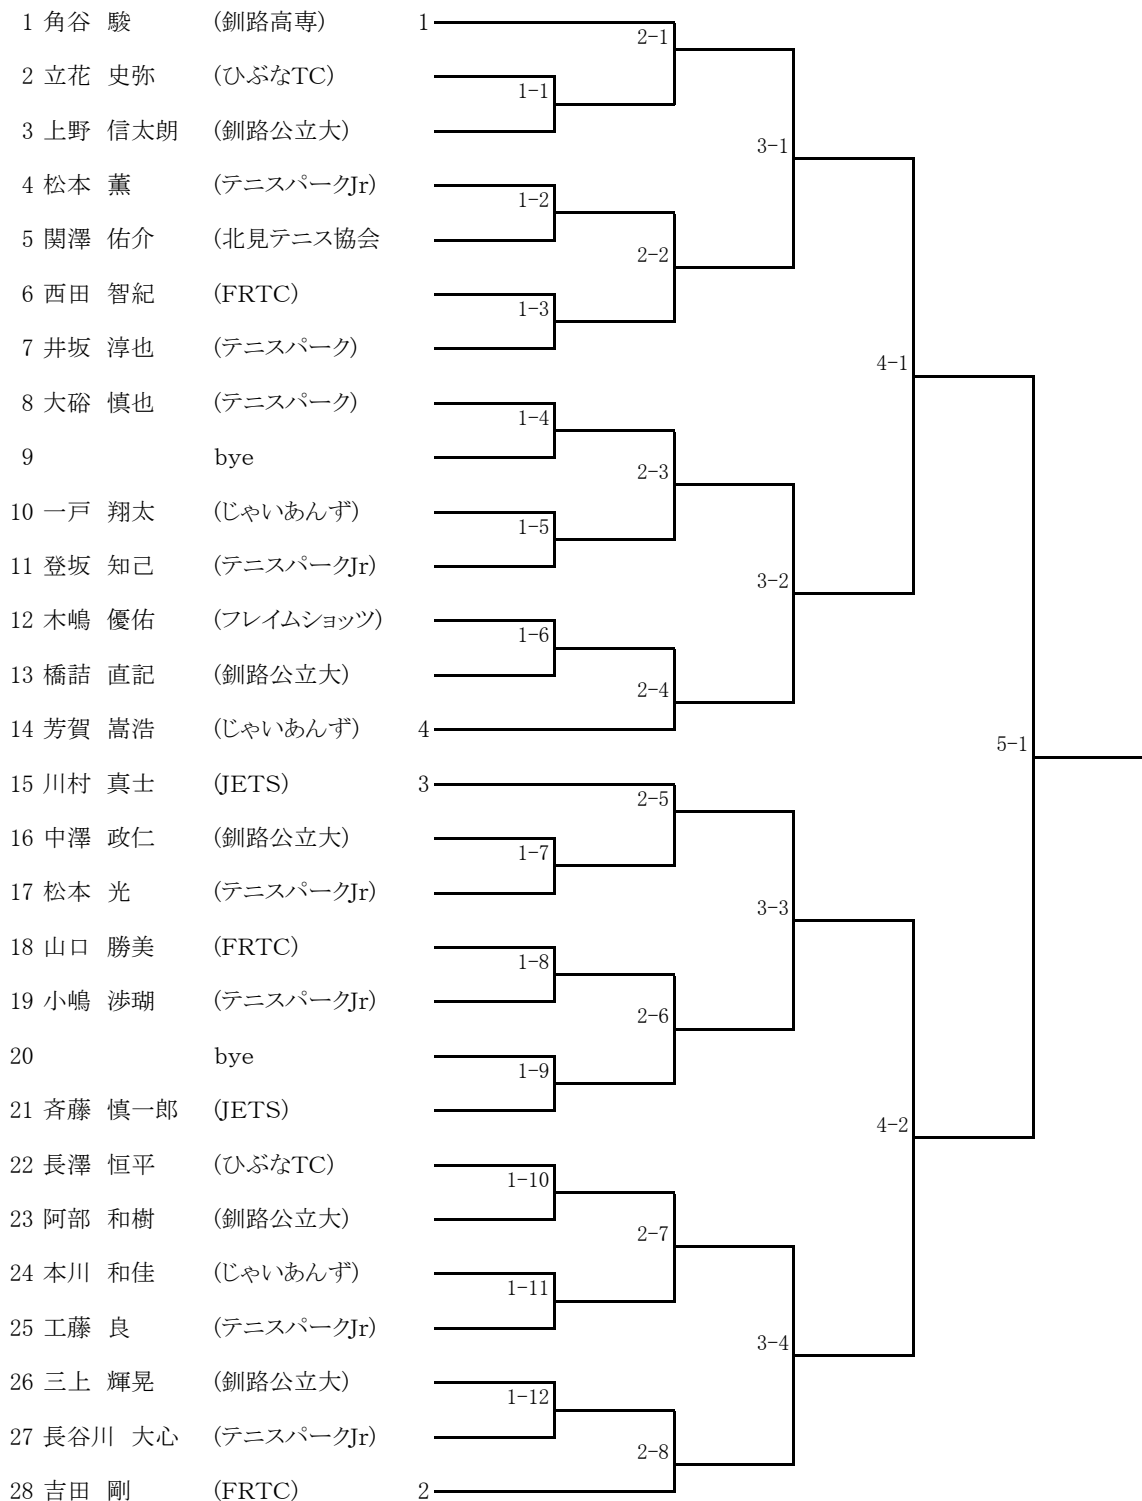 1 角谷 駿 (釧路高専) 1
2-1
2 立花 史弥 (ひぶなTC)
1-1
3 上野 信太朗 (釧路公立大)
3-1
4 松本 薫 (テニスパークJr)
1-2
5 関澤 佑介 (北見テニス協会
2-2
6 西田 智紀 (FRTC)
1-3
7 井坂 淳也 (テニスパーク)
4-1
8 大硲 慎也 (テニスパーク)
1-4
9 bye
2-3
10 一戸 翔太 (じゃいあんず)
1-5
11 登坂 知己 (テニスパークJr)
3-2
12 木嶋 優佑 (フレイムショッツ)
1-6
13 橋詰 直記 (釧路公立大)
2-4
14 芳賀 嵩浩 (じゃいあんず) 4
5-1
15 川村 真士 (JETS) 3
2-5
16 中澤 政仁 (釧路公立大)
1-7
17 松本 光 (テニスパークJr)
3-3
18 山口 勝美 (FRTC)
1-8
19 小嶋 渉瑚 (テニスパークJr)
2-6
20 bye
1-9
21 斉藤 慎一郎 (JETS)
4-2
22 長澤 恒平 (ひぶなTC)
1-10
23 阿部 和樹 (釧路公立大)
2-7
24 本川 和佳 (じゃいあんず)
1-11
25 工藤 良 (テニスパークJr)
3-4
26 三上 輝晃 (釧路公立大)
1-12
27 長谷川 大心 (テニスパークJr)
2-8
28 吉田 剛 (FRTC) 2